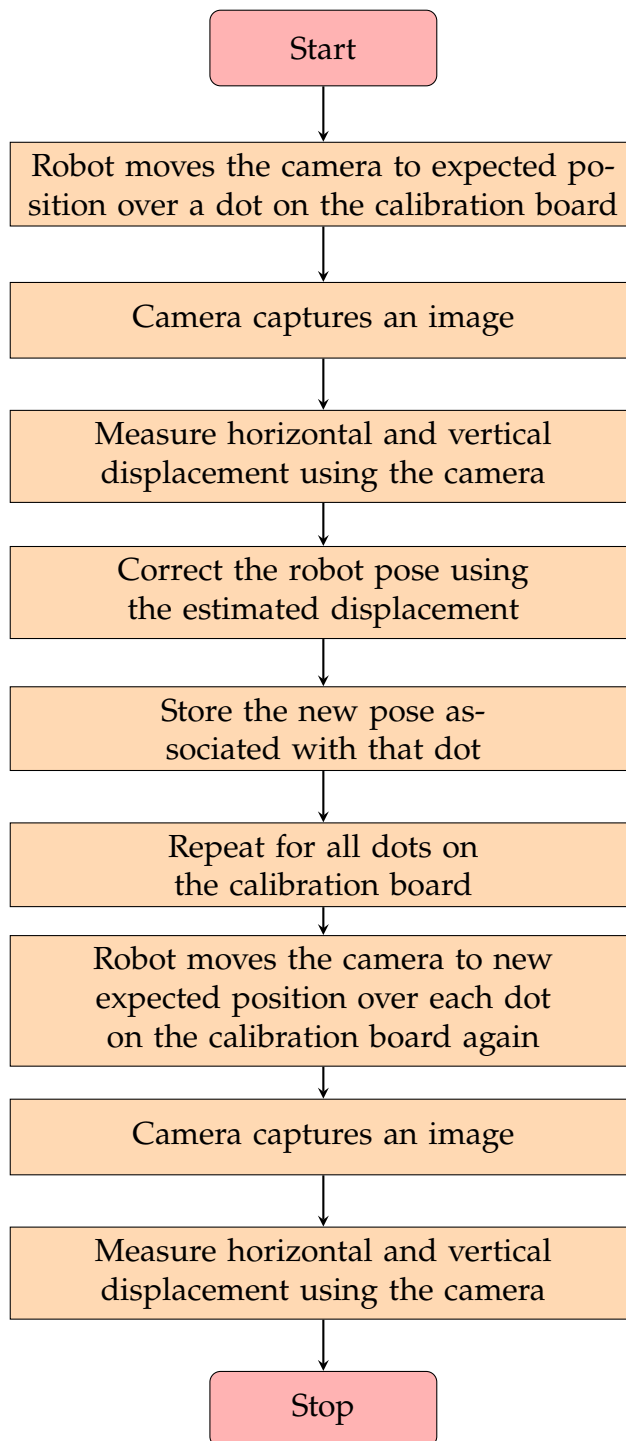 Start
Robot moves the camera to expected po-
sition over a dot on the calibration board
Camera captures an image
Measure horizontal and vertical
displacement using the camera
Correct the robot pose using
the estimated displacement
Store the new pose as-
sociated with that dot
Repeat for all dots on
the calibration board
Robot moves the camera to new
expected position over each dot
on the calibration board again
Camera captures an image
Measure horizontal and vertical
displacement using the camera
Stop